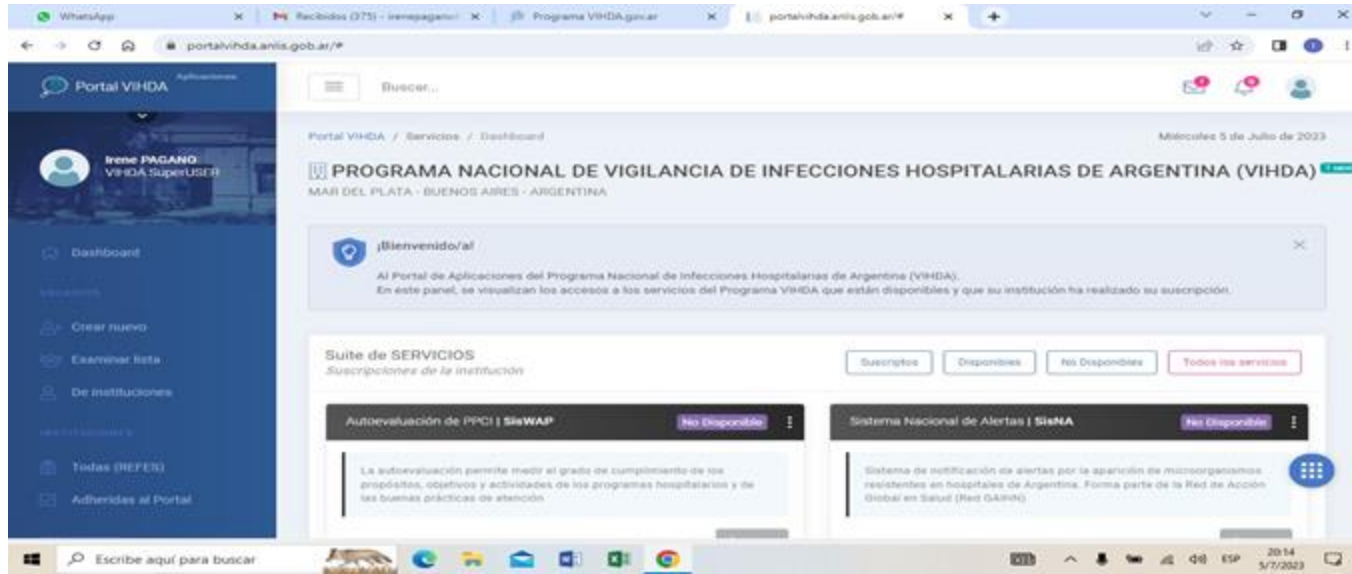 WhatsApp
Recibidos (375) - irenepagano
Programa VIHDA.gov.ar
portalvihda.anlis.gob.ar/#
portalvihda.anlis.gob.ar/#
Portal VIHDA Aplicaciones
Buscar...
Portal VIHDA / Servicios / Dashboard
Miércoles 5 de Julio de 2023
Irene PAGANO
VIHDA SuperUSER
PROGRAMA NACIONAL DE VIGILANCIA DE INFECCIONES HOSPITALARIAS DE ARGENTINA (VIHDA)
MAR DEL PLATA - BUENOS AIRES - ARGENTINA
¡Bienvenido/a!
Al Portal de Aplicaciones del Programa Nacional de Infecciones Hospitalarias de Argentina (VIHDA).
En este panel, se visualizan los accesos a los servicios del Programa VIHDA que están disponibles y que su institución ha realizado su suscripción.
Dashboard
USUARIOS
Crear nuevo
Examinar lista
De instituciones
INSTITUCIONES
Todas (REFES)
Adheridas al Portal
Suite de SERVICIOS
Suscripciones de la institución
Suscriptos
Disponibles
No Disponibles
Todos los servicios
Autoevaluación de PPCI | SisWAP
No Disponible
La autoevaluación permite medir el grado de cumplimiento de los
propósitos, objetivos y actividades de los programas hospitalarios y de
las buenas prácticas de atención
Sistema Nacional de Alertas | SisNA
No Disponible
Sistema de notificación de alertas por la aparición de microorganismos
resistentes en hospitales de Argentina. Forma parte de la Red de Acción
Global en Salud (Red GAIHN)
Escribe aquí para buscar
ESP
20:14
5/7/2023